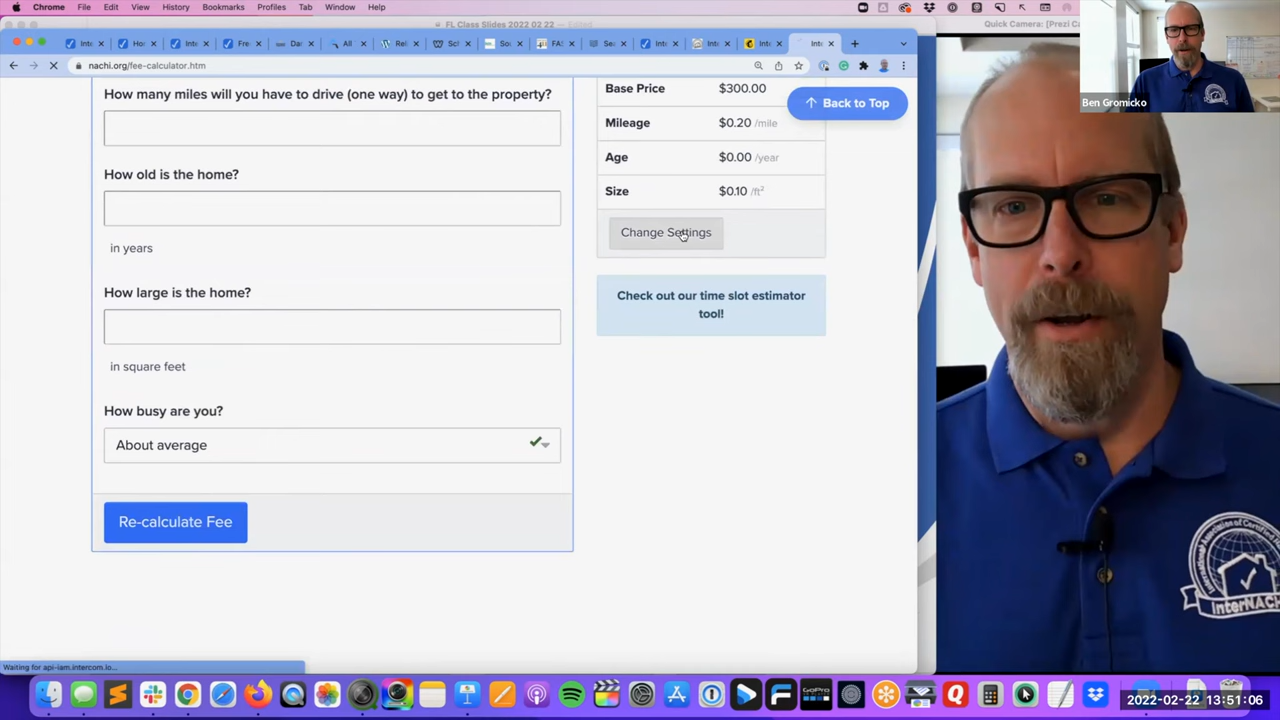 Chrome File Edit View History Bookmarks Profiles Tab Window Help
FL Class Slides 2022 02 22 — Edited
Quick Camera: [Prezi C
nachi.org/fee-calculator.htm
Ben Gromicko
How many miles will you have to drive (one way) to get to the property?
How old is the home?
in years
How large is the home?
in square feet
How busy are you?
About average
Re-calculate Fee
Base Price $300.00
Back to Top
Mileage $0.20 /mile
Age $0.00 /year
Size $0.10 /ft²
Change Settings
Check out our time slot estimator
tool!
InterNACH
Waiting for api-iam.intercom.io...
2022-02-22 13:51:06